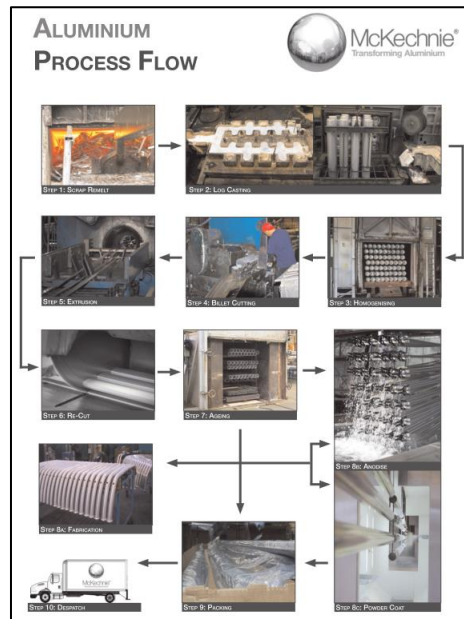 ALUMINIUM
PROCESS FLOW
McKechnie®
Transforming Aluminium
STEP 1: SCRAP REMELT
STEP 2: LOG CASTING
STEP 5: EXTRUSION
STEP 4: BILLET CUTTING
STEP 3: HOMOGENISING
STEP 6: RE-CUT
STEP 7: AGEING
STEP 8B: ANODISE
STEP 8A: FABRICATION
McKechnie
STEP 10: DESPATCH
STEP 9: PACKING
STEP 8C: POWDER COAT